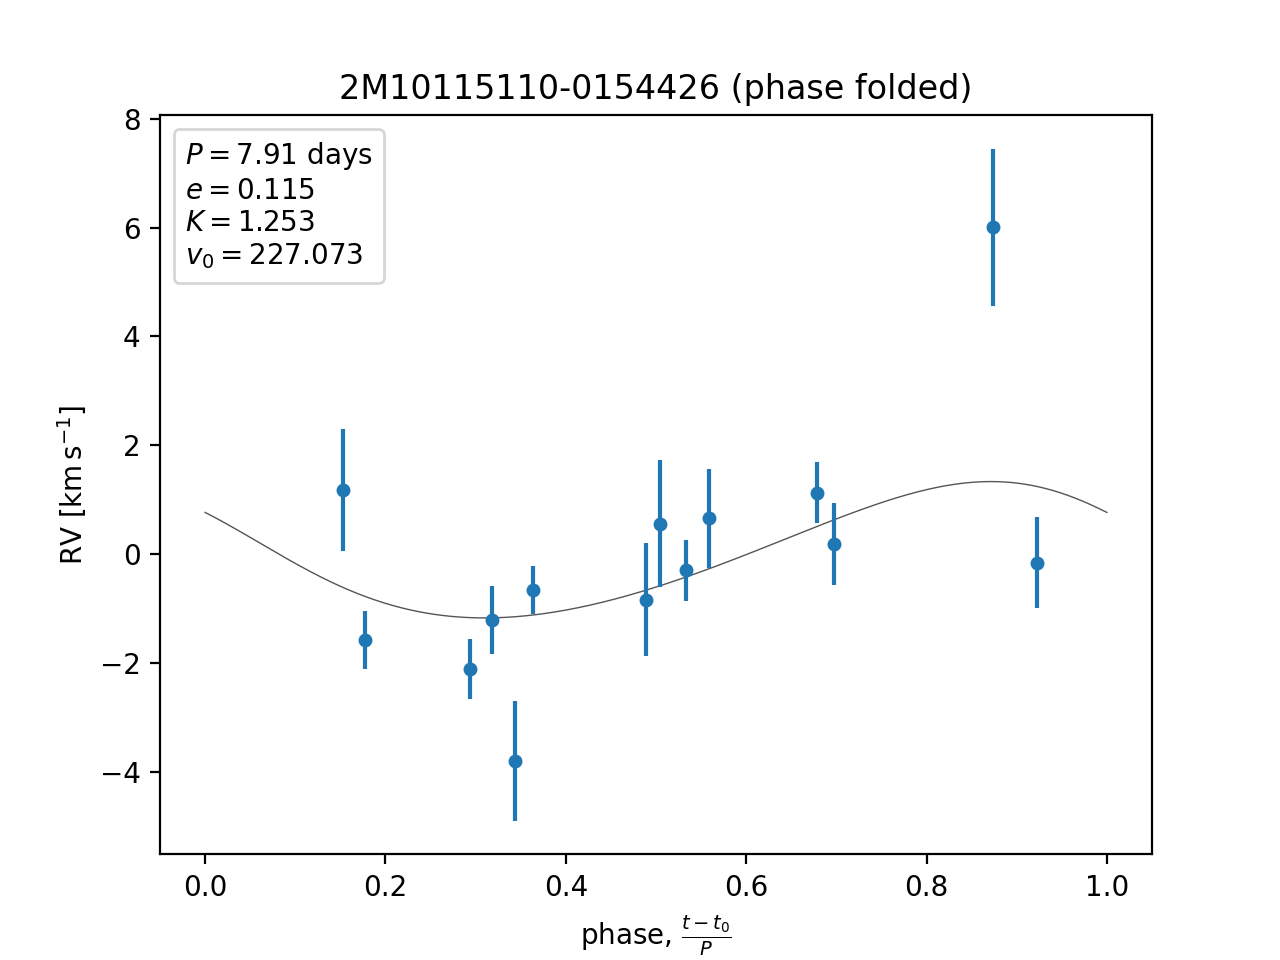 2M10115110-0154426 (phase folded)
P = 7.91 days
e = 0.115
K = 1.253
v₀ = 227.073
8
6
4
2
0
−2
−4
RV [km s⁻¹]
0.0 0.2 0.4 0.6 0.8 1.0
phase, (t − t₀)/P